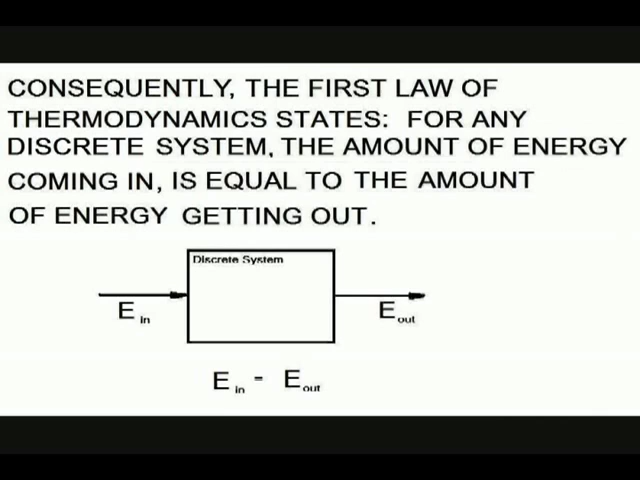 CONSEQUENTLY, THE FIRST LAW OF
THERMODYNAMICS STATES: FOR ANY
DISCRETE SYSTEM, THE AMOUNT OF ENERGY
COMING IN, IS EQUAL TO THE AMOUNT
OF ENERGY GETTING OUT.
Discrete System
E in
E out
E in = E out